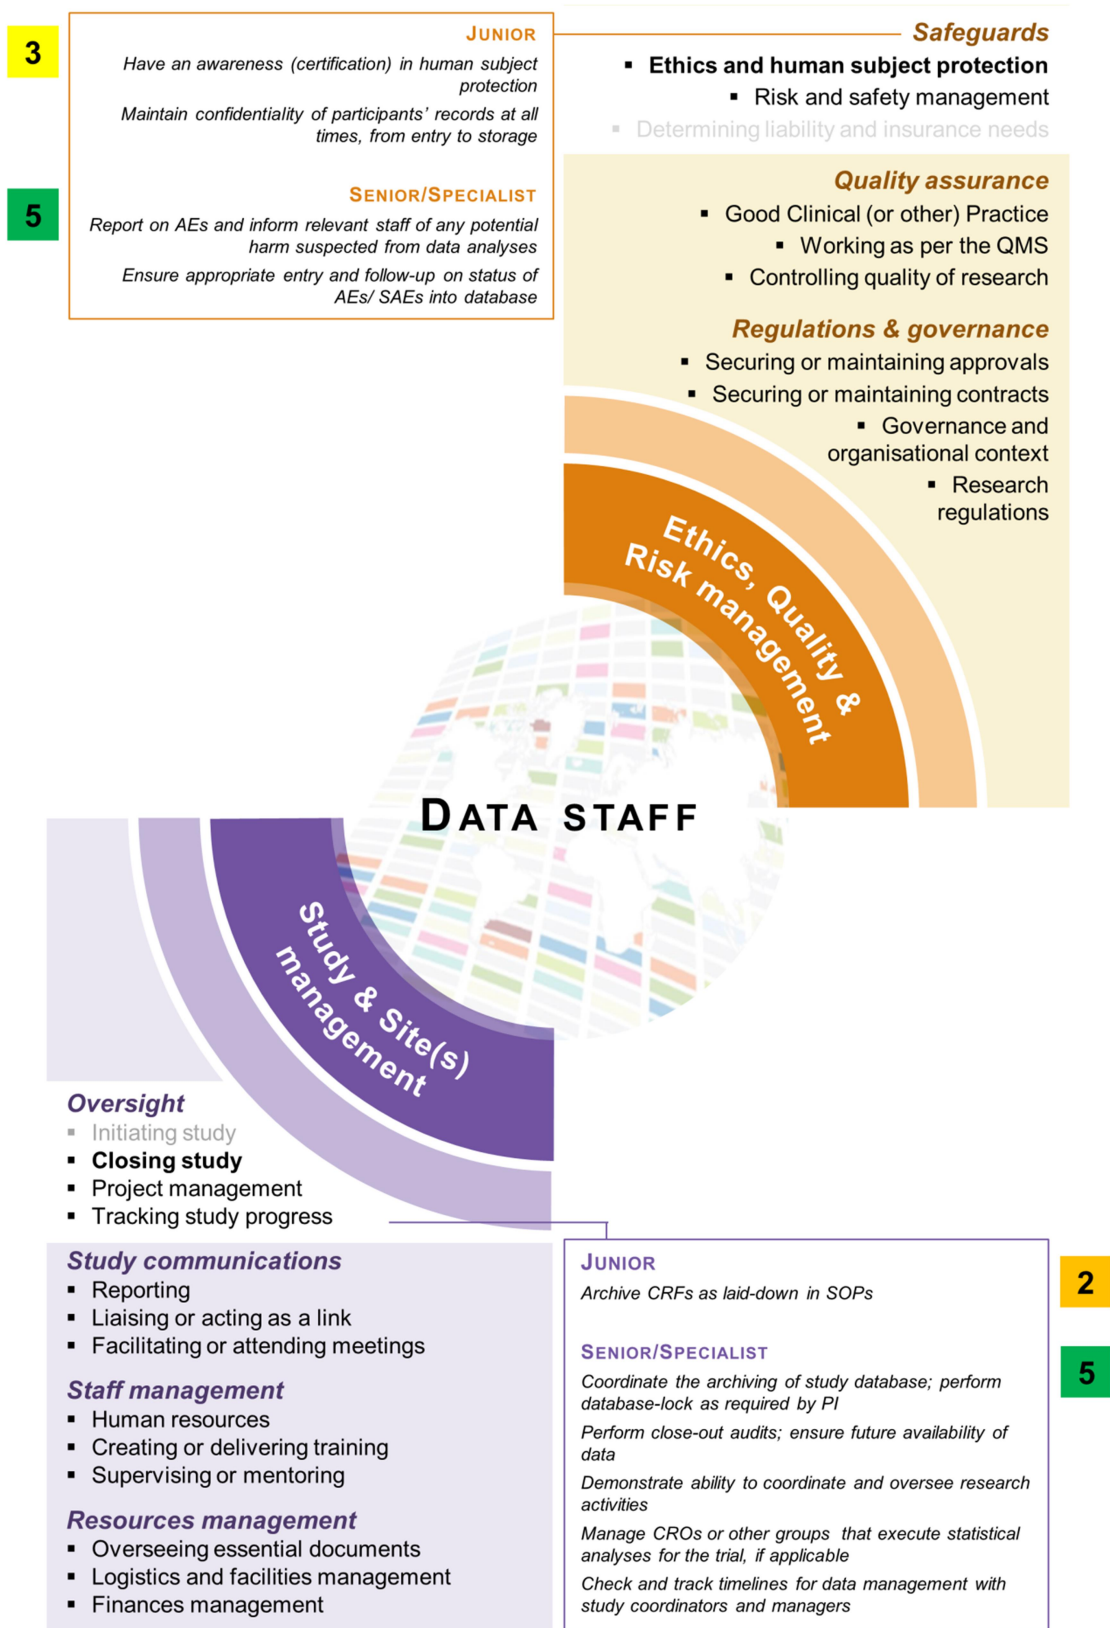 3
JUNIOR
Have an awareness (certification) in human subject
protection
Maintain confidentiality of participants’ records at all
times, from entry to storage
5
SENIOR/SPECIALIST
Report on AEs and inform relevant staff of any potential
harm suspected from data analyses
Ensure appropriate entry and follow-up on status of
AEs/ SAEs into database
Safeguards
▪ Ethics and human subject protection
▪ Risk and safety management
▪ Determining liability and insurance needs
Quality assurance
▪ Good Clinical (or other) Practice
▪ Working as per the QMS
▪ Controlling quality of research
Regulations & governance
▪ Securing or maintaining approvals
▪ Securing or maintaining contracts
▪ Governance and
organisational context
▪ Research
regulations
Ethics, Quality &
Risk management
DATA STAFF
Study & Site(s)
management
Oversight
▪ Initiating study
▪ Closing study
▪ Project management
▪ Tracking study progress
Study communications
▪ Reporting
▪ Liaising or acting as a link
▪ Facilitating or attending meetings
Staff management
▪ Human resources
▪ Creating or delivering training
▪ Supervising or mentoring
Resources management
▪ Overseeing essential documents
▪ Logistics and facilities management
▪ Finances management
JUNIOR
Archive CRFs as laid-down in SOPs
2
SENIOR/SPECIALIST
5
Coordinate the archiving of study database; perform
database-lock as required by PI
Perform close-out audits; ensure future availability of
data
Demonstrate ability to coordinate and oversee research
activities
Manage CROs or other groups that execute statistical
analyses for the trial, if applicable
Check and track timelines for data management with
study coordinators and managers